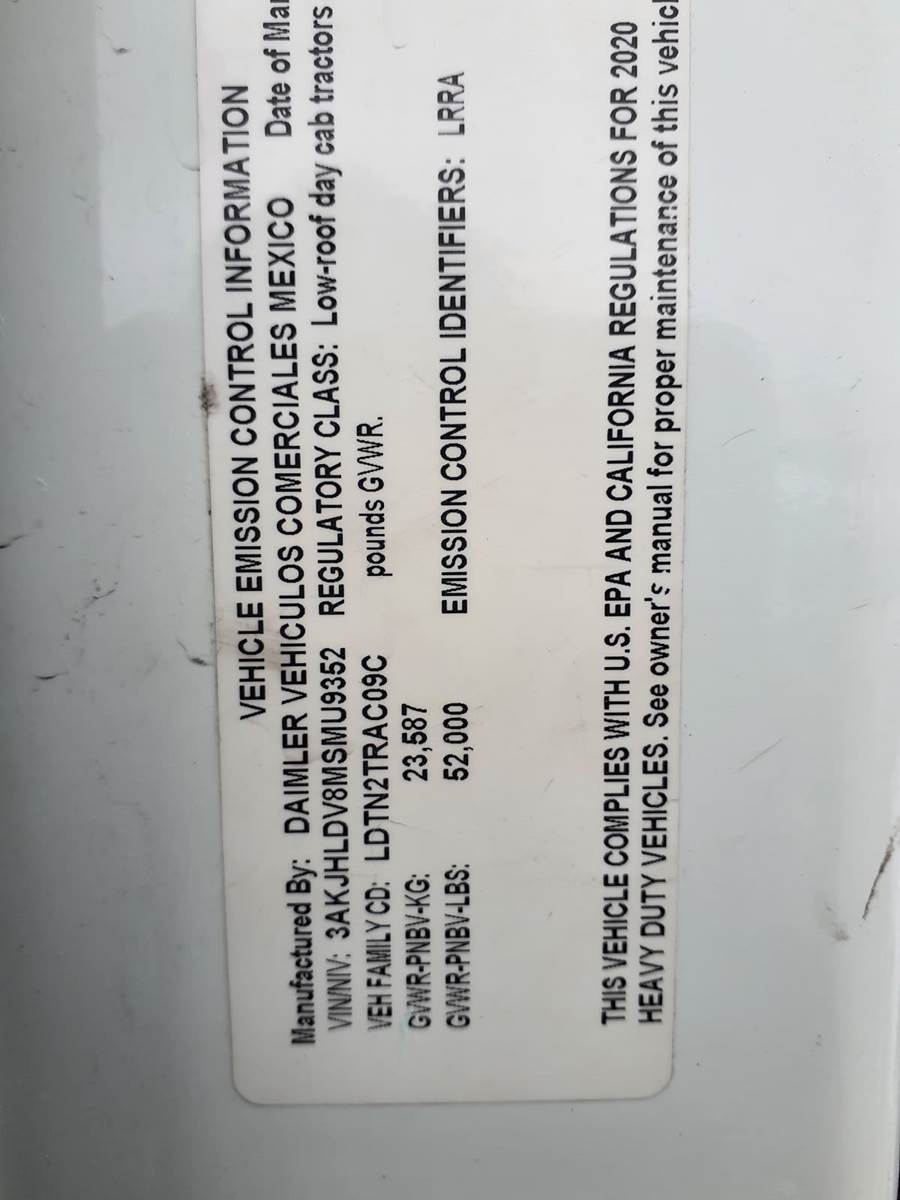 VEHICLE EMISSION CONTROL INFORMATION
Manufactured By: DAIMLER VEHICULOS COMERCIALES MEXICO Date of Mar
VIN/NIV: 3AKJHLDV8MSMU9352 REGULATORY CLASS: Low-roof day cab tractors
VEH FAMILY CD: LDTN2TRAC09C pounds GVWR.
GVWR-PNBV-KG: 23,587
GVWR-PNBV-LBS: 52,000 EMISSION CONTROL IDENTIFIERS: LRRA
THIS VEHICLE COMPLIES WITH U.S. EPA AND CALIFORNIA REGULATIONS FOR 2020
HEAVY DUTY VEHICLES. See owner's manual for proper maintenance of this vehicl